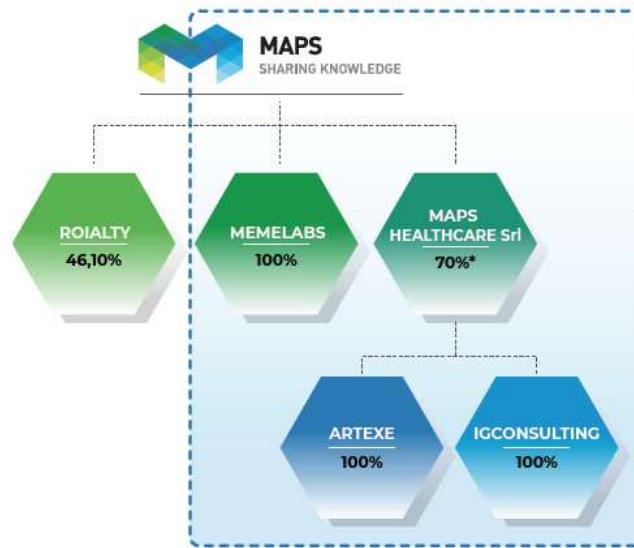 MAPS
SHARING KNOWLEDGE
ROIALTY
46,10%
MEMELABS
100%
MAPS
HEALTHCARE Srl
70%*
ARTEXE
100%
IGCONSULTING
100%